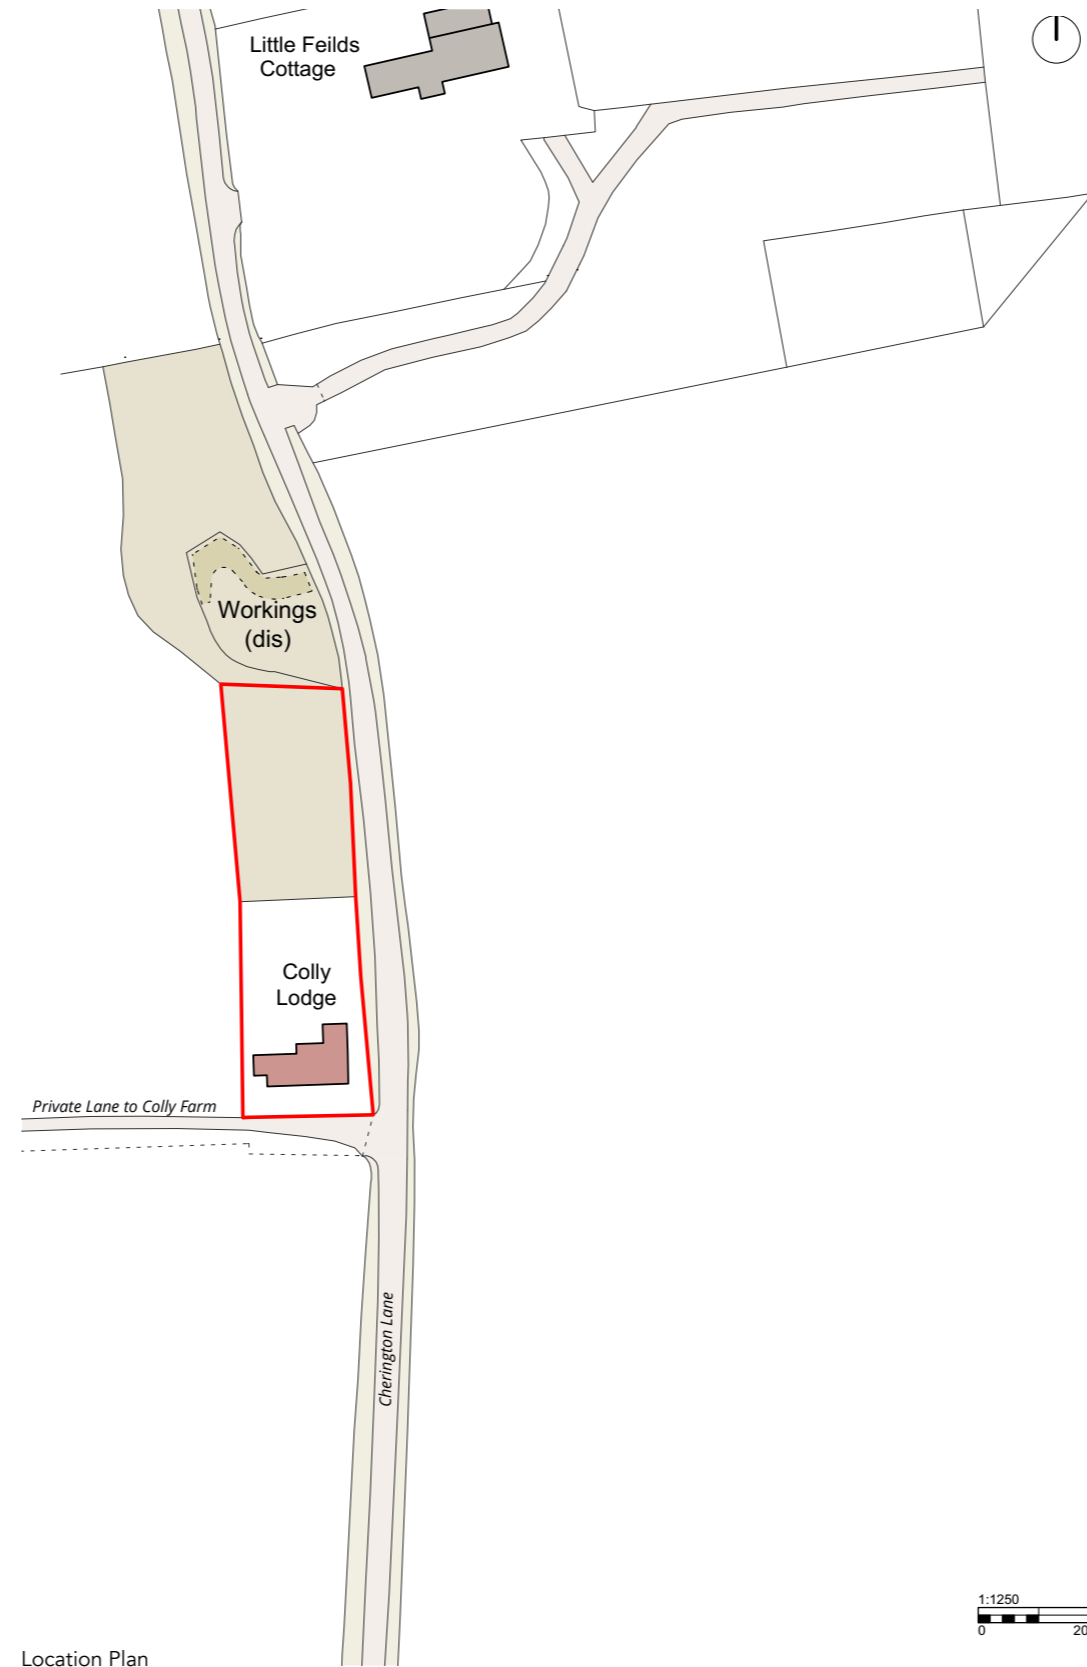 Little Feilds
Cottage
Workings
(dis)
Colly
Lodge
Private Lane to Colly Farm
Cherington Lane
1:1250
0 20
Location Plan